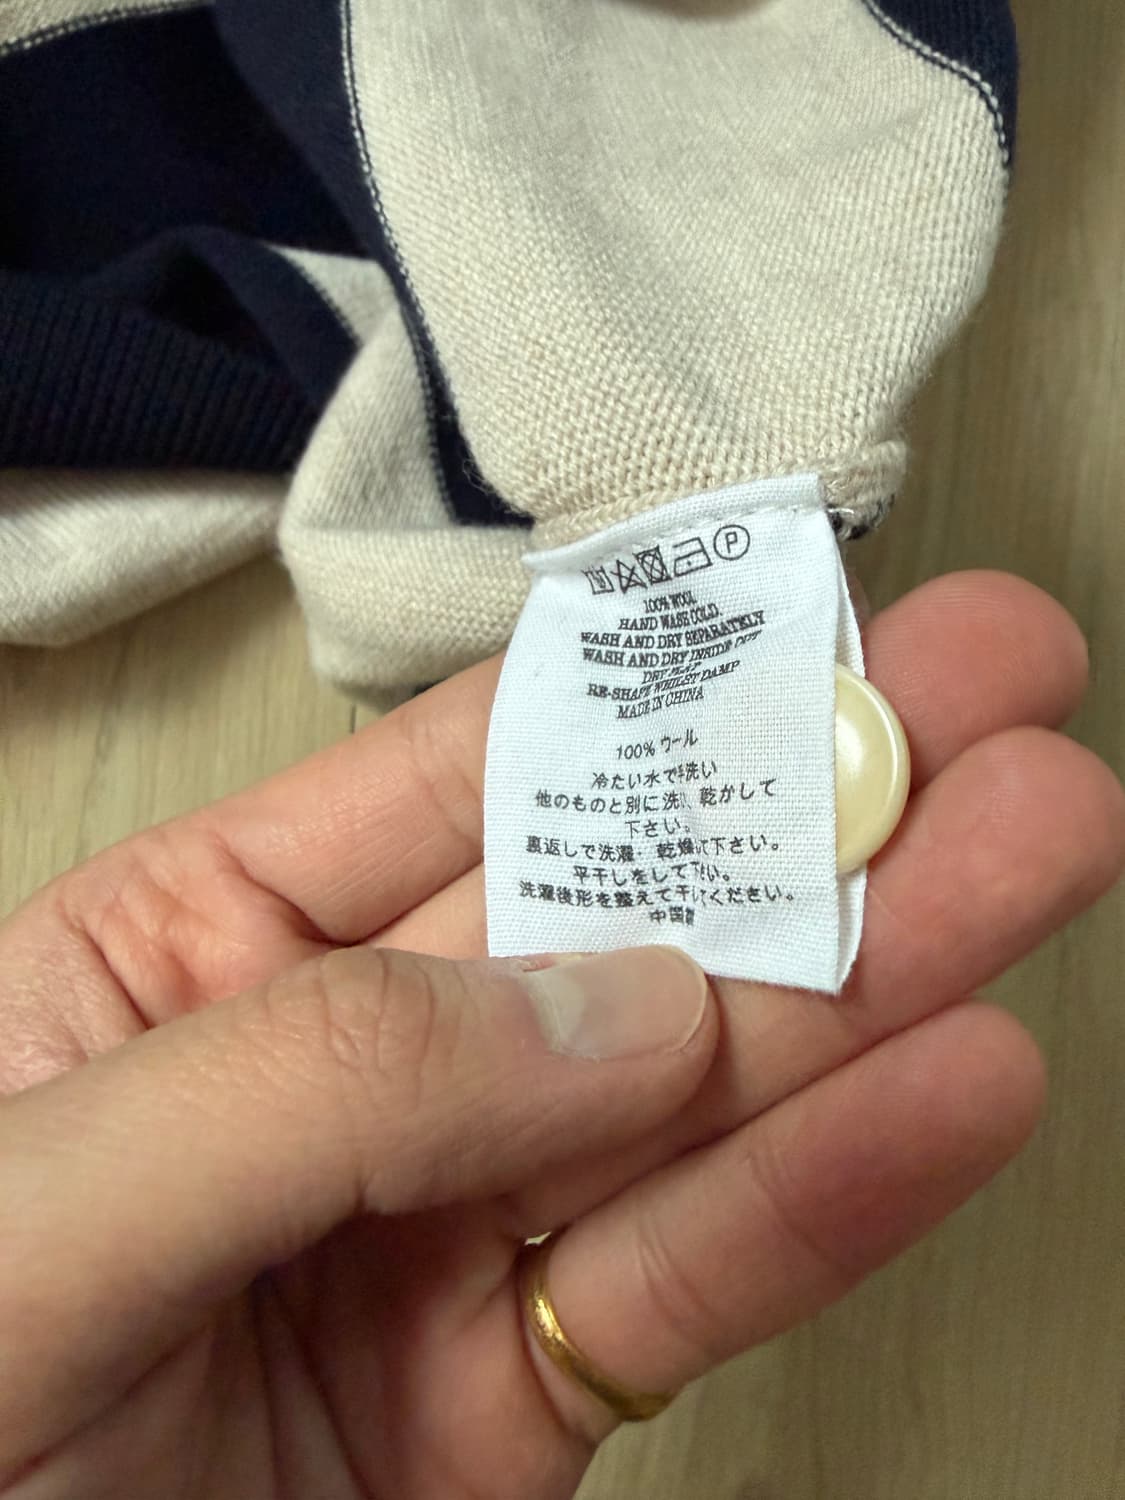 P
100% WOOL
HAND WASH COLD.
WASH AND DRY SEPARATELY
WASH AND DRY INSIDE OUT
DRY FLAT
RE-SHAPE WHILST DAMP
MADE IN CHINA
100% ウール
冷たい水で手洗い
他のものと別に洗い、乾かして
下さい。
裏返しで洗濯・乾燥して下さい。
平干しをして下さい。
洗濯後形を整えて干してください。
中国製